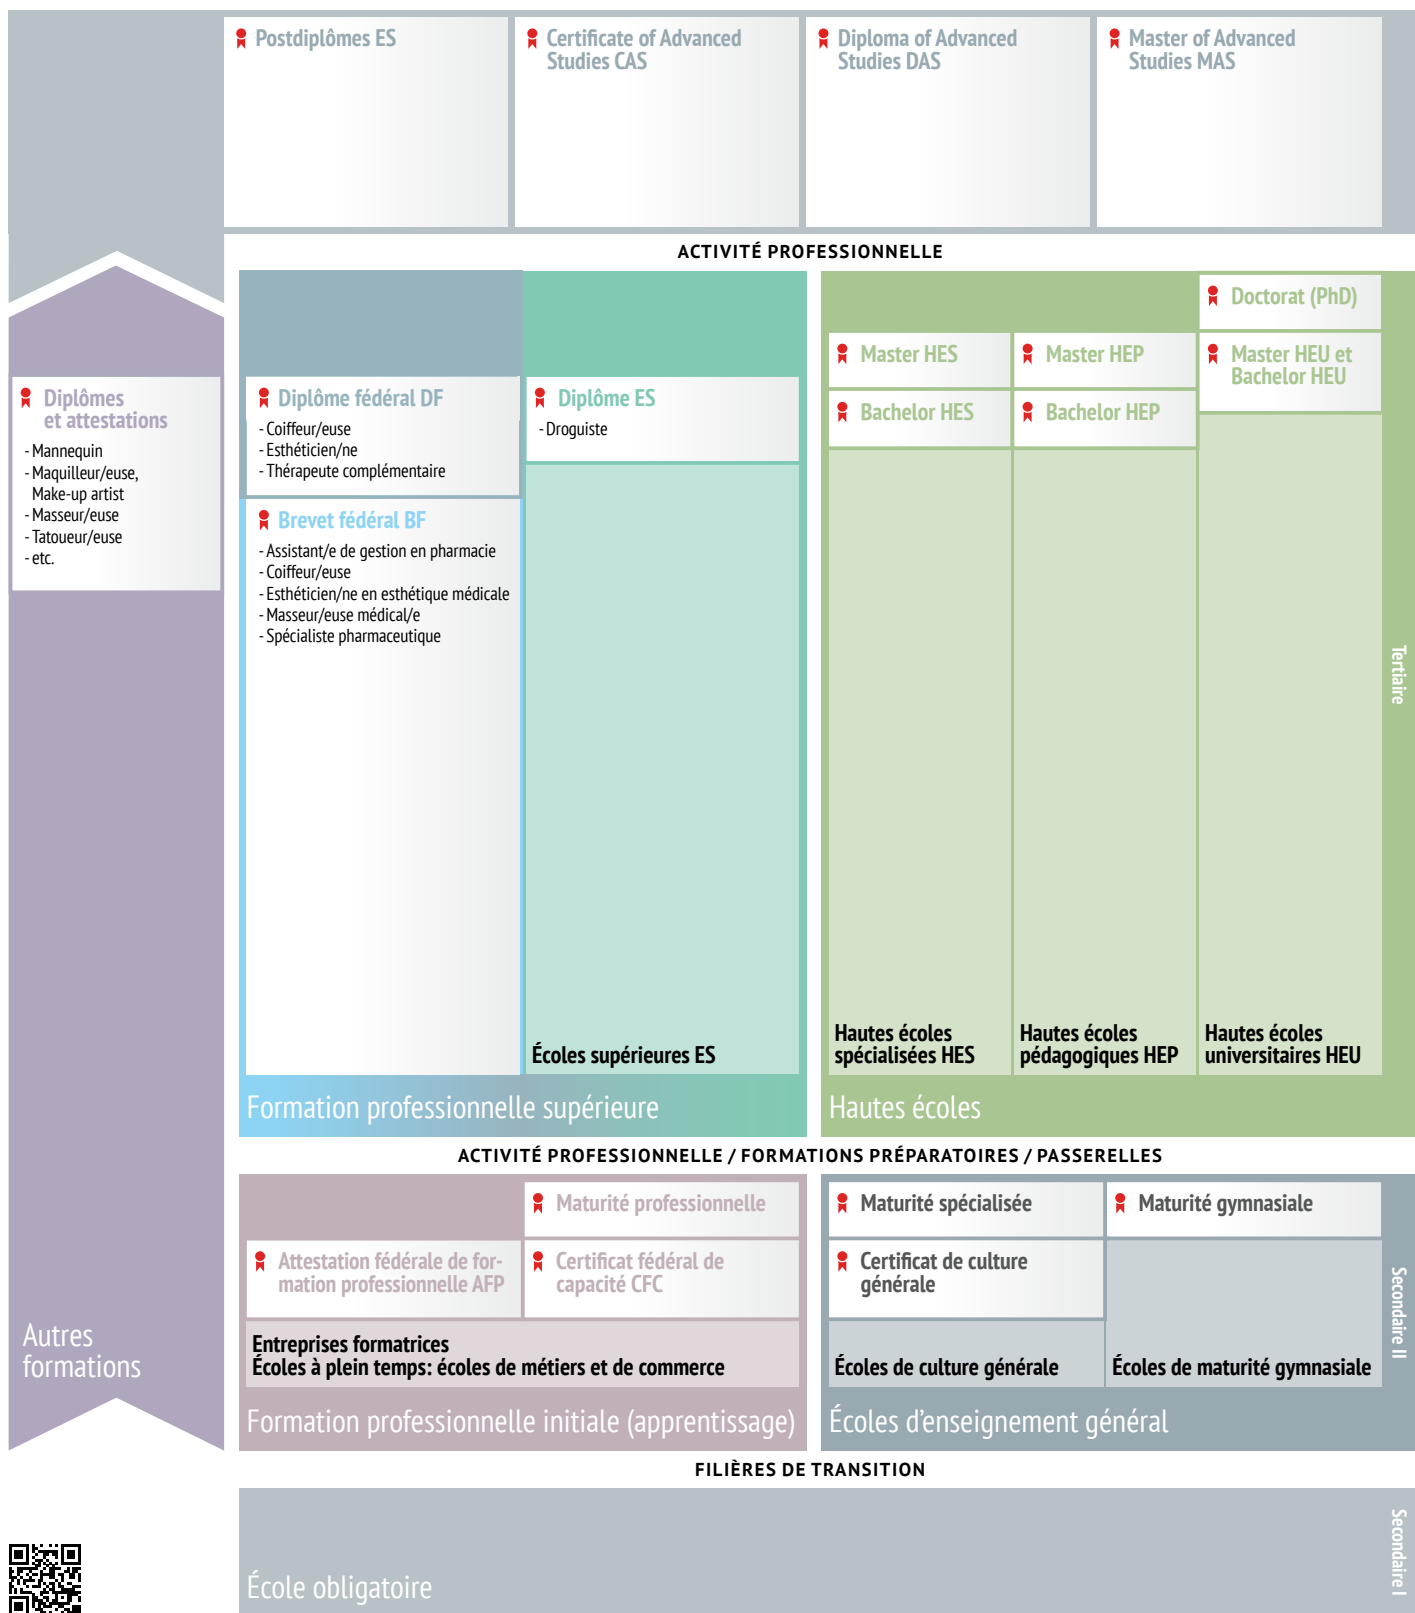 Postdiplômes ES
Certificate of Advanced
Studies CAS
Diploma of Advanced
Studies DAS
Master of Advanced
Studies MAS
ACTIVITÉ PROFESSIONNELLE
Diplômes
et attestations
- Mannequin
- Maquilleur/euse,
Make-up artist
- Masseur/euse
- Tatoueur/euse
- etc.
Autres
formations
Diplôme fédéral DF
- Coiffeur/euse
- Esthéticien/ne
- Thérapeute complémentaire
Brevet fédéral BF
- Assistant/e de gestion en pharmacie
- Coiffeur/euse
- Esthéticien/ne en esthétique médicale
- Masseur/euse médical/e
- Spécialiste pharmaceutique
Diplôme ES
- Droguiste
Écoles supérieures ES
Formation professionnelle supérieure
Master HES
Bachelor HES
Hautes écoles
spécialisées HES
Master HEP
Bachelor HEP
Hautes écoles
pédagogiques HEP
Doctorat (PhD)
Master HEU et
Bachelor HEU
Hautes écoles
universitaires HEU
Hautes écoles
Tertiaire
ACTIVITÉ PROFESSIONNELLE / FORMATIONS PRÉPARATOIRES / PASSERELLES
Attestation fédérale de for-
mation professionnelle AFP
Maturité professionnelle
Certificat fédéral de
capacité CFC
Entreprises formatrices
Écoles à plein temps: écoles de métiers et de commerce
Formation professionnelle initiale (apprentissage)
Maturité spécialisée
Certificat de culture
générale
Écoles de culture générale
Maturité gymnasiale
Écoles de maturité gymnasiale
Écoles d’enseignement général
Secondaire II
FILIÈRES DE TRANSITION
École obligatoire
Secondaire I